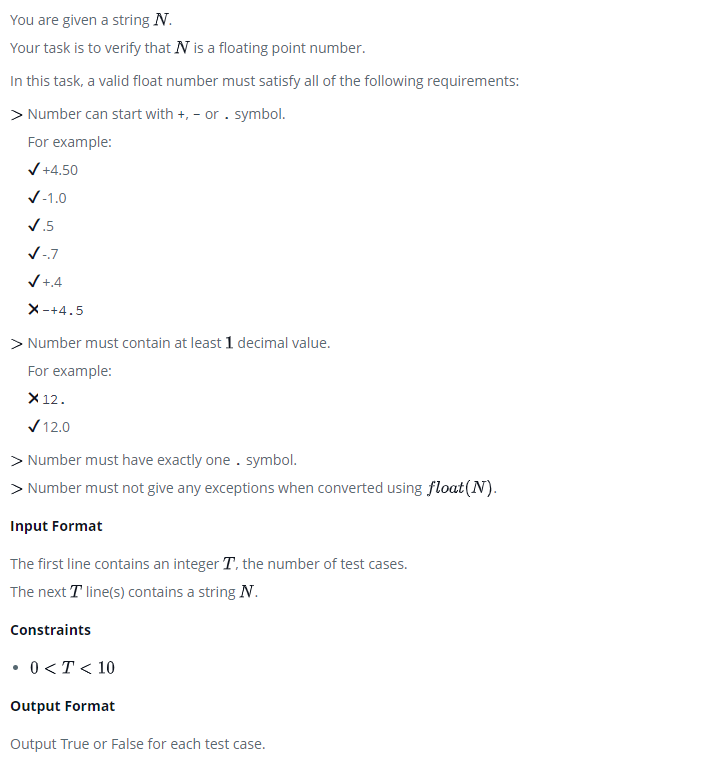 You are given a string N.
Your task is to verify that N is a floating point number.
In this task, a valid float number must satisfy all of the following requirements:
> Number can start with +, - or . symbol.
For example:
✓+4.50
✓-1.0
✓.5
✓-.7
✓+.4
✕-+4.5
> Number must contain at least 1 decimal value.
For example:
✕12.
✓12.0
> Number must have exactly one . symbol.
> Number must not give any exceptions when converted using float(N).
Input Format
The first line contains an integer T, the number of test cases.
The next T line(s) contains a string N.
Constraints
• 0 < T < 10
Output Format
Output True or False for each test case.